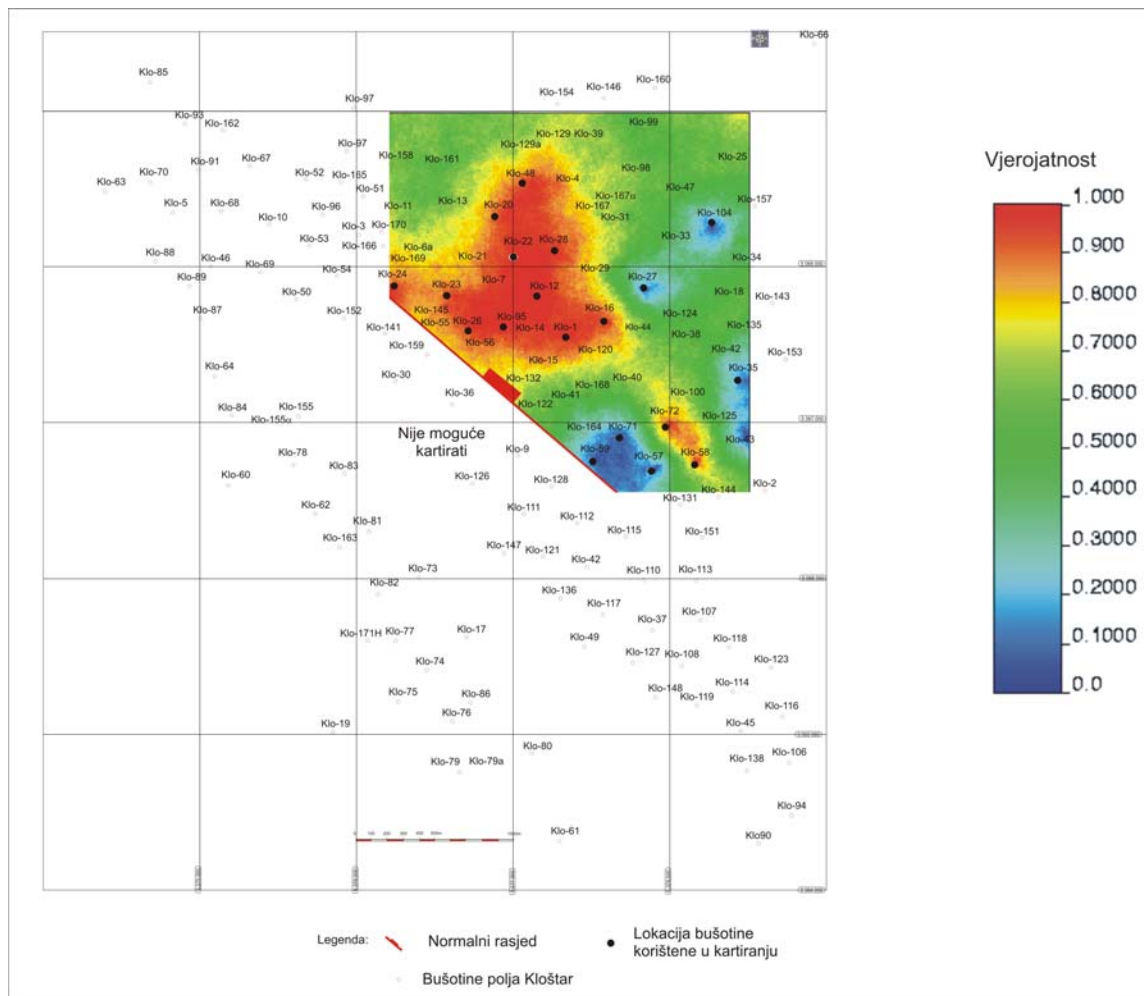 Klo-66
Klo-85
Klo-160
Klo-146
Klo-154
Klo-97
Klo-93
Klo-162
Klo-99
Klo-129
Klo-39
Klo-129a
Klo-97
Klo-158
Klo-161
Klo-25
Klo-91
Klo-67
Klo-98
Klo-63
Klo-70
Klo-52
Klo-165
Klo-48
Klo-4
Klo-51
Klo-47
Klo-167α
Klo-157
Klo-5
Klo-68
Klo-96
Klo-11
Klo-13
Klo-20
Klo-167
Klo-31
Klo-104
Klo-10
Klo-3
Klo-170
Klo-53
Klo-166
Klo-6a
Klo-22
Klo-28
Klo-33
Klo-88
Klo-46
Klo-69
Klo-54
Klo-169
Klo-21
Klo-29
Klo-34
Klo-89
Klo-24
Klo-7
Klo-27
Klo-50
Klo-23
Klo-12
Klo-18
Klo-143
Klo-87
Klo-152
Klo-145
Klo-16
Klo-124
Klo-55
Klo-26
Klo-95
Klo-14
Klo-1
Klo-44
Klo-38
Klo-135
Klo-141
Klo-56
Klo-159
Klo-15
Klo-120
Klo-42
Klo-153
Klo-64
Klo-30
Klo-132
Klo-168
Klo-40
Klo-35
Klo-36
Klo-122
Klo-41
Klo-100
Klo-84
Klo-155
Klo-155α
Klo-72
Klo-125
Nije moguće
kartirati
Klo-164
Klo-71
Klo-43
Klo-78
Klo-9
Klo-59
Klo-57
Klo-58
Klo-60
Klo-83
Klo-126
Klo-128
Klo-144
Klo-2
Klo-131
Klo-62
Klo-81
Klo-111
Klo-112
Klo-115
Klo-151
Klo-163
Klo-147
Klo-121
Klo-42
Klo-73
Klo-110
Klo-113
Klo-82
Klo-136
Klo-117
Klo-107
Klo-37
Klo-171H
Klo-77
Klo-17
Klo-49
Klo-118
Klo-74
Klo-127
Klo-108
Klo-123
Klo-75
Klo-86
Klo-148
Klo-119
Klo-114
Klo-76
Klo-116
Klo-19
Klo-45
Klo-80
Klo-79
Klo-79a
Klo-138
Klo-106
Klo-94
Klo-61
Klo90
Vjerojatnost
1.000
0.900
0.8000
0.7000
0.6000
0.5000
0.4000
0.3000
0.2000
0.1000
0.0
Legenda:
Normalni rasjed
Lokacija bušotine
korištene u kartiranju
Bušotine polja Kloštar